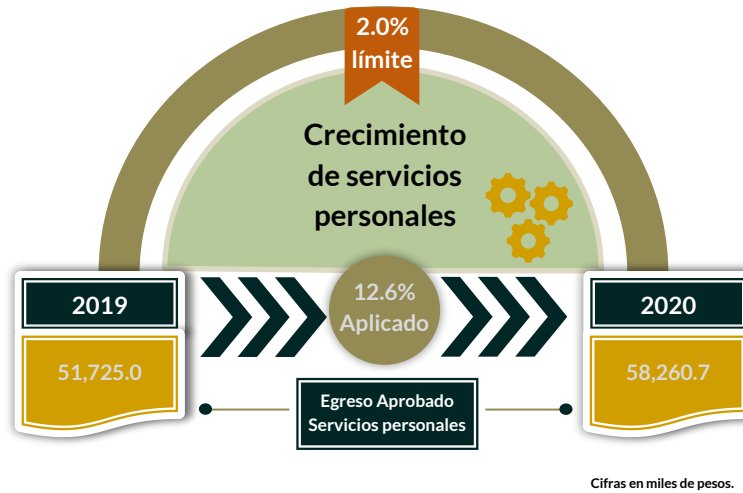 2.0%
límite
Crecimiento
de servicios
personales
2019
12.6%
Aplicado
2020
51,725.0
58,260.7
Egreso Aprobado
Servicios personales
Cifras en miles de pesos.